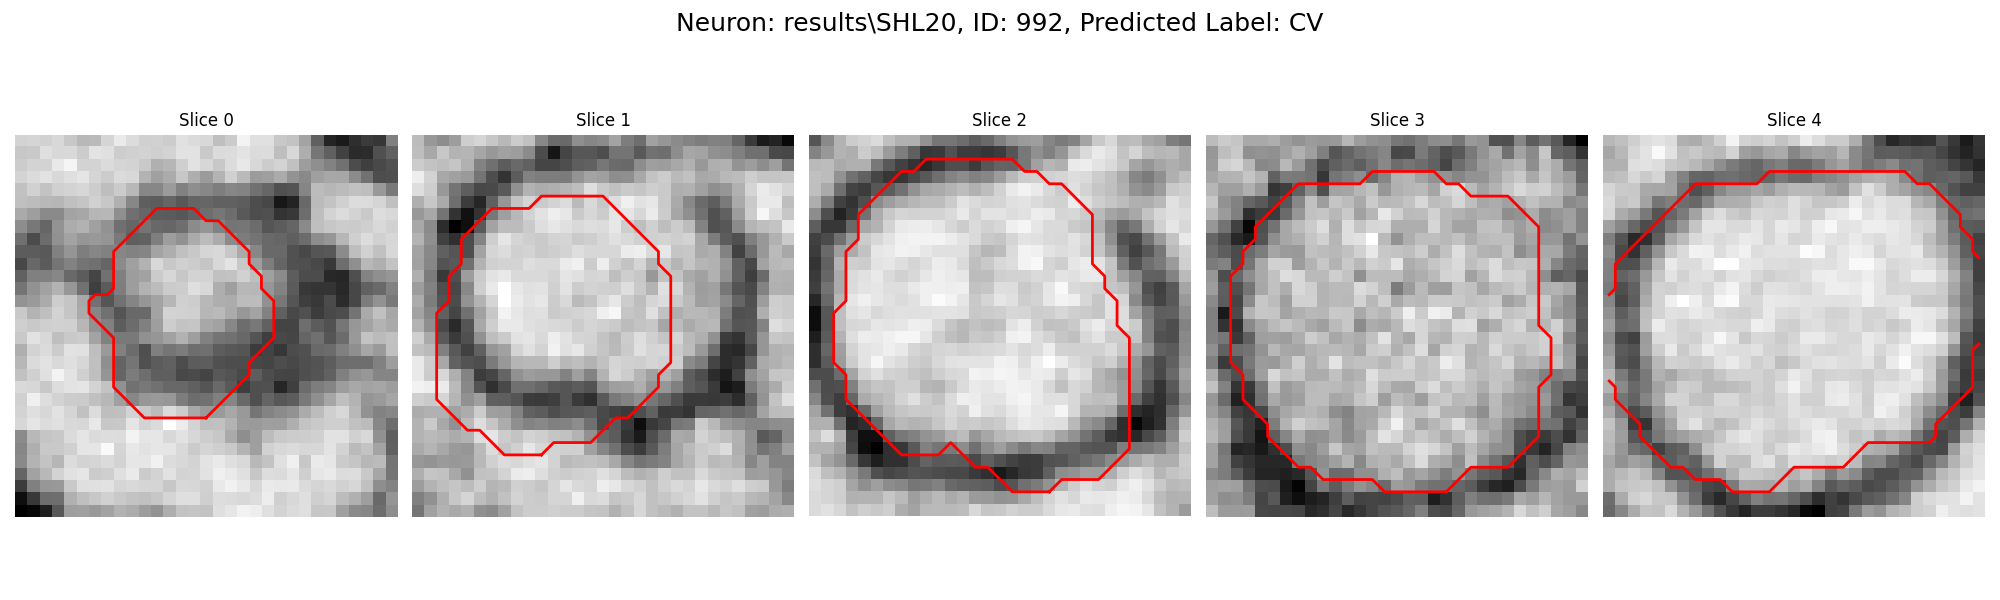 Neuron: results\SHL20, ID: 992, Predicted Label: CV
Slice 0
Slice 1
Slice 2
Slice 3
Slice 4